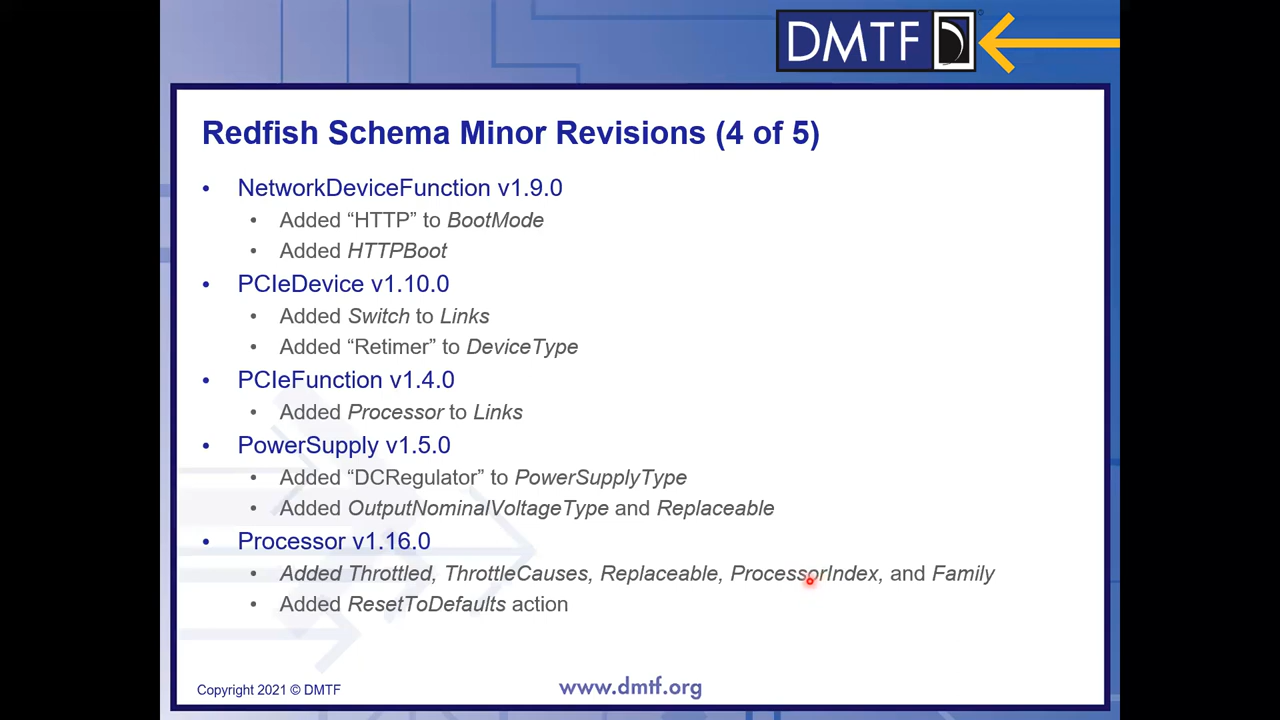 DMTF
Redfish Schema Minor Revisions (4 of 5)
• NetworkDeviceFunction v1.9.0
• Added “HTTP” to BootMode
• Added HTTPBoot
• PCIeDevice v1.10.0
• Added Switch to Links
• Added “Retimer” to DeviceType
• PCIeFunction v1.4.0
• Added Processor to Links
• PowerSupply v1.5.0
• Added “DCRegulator” to PowerSupplyType
• Added OutputNominalVoltageType and Replaceable
• Processor v1.16.0
• Added Throttled, ThrottleCauses, Replaceable, ProcessorIndex, and Family
• Added ResetToDefaults action
Copyright 2021 © DMTF
www.dmtf.org